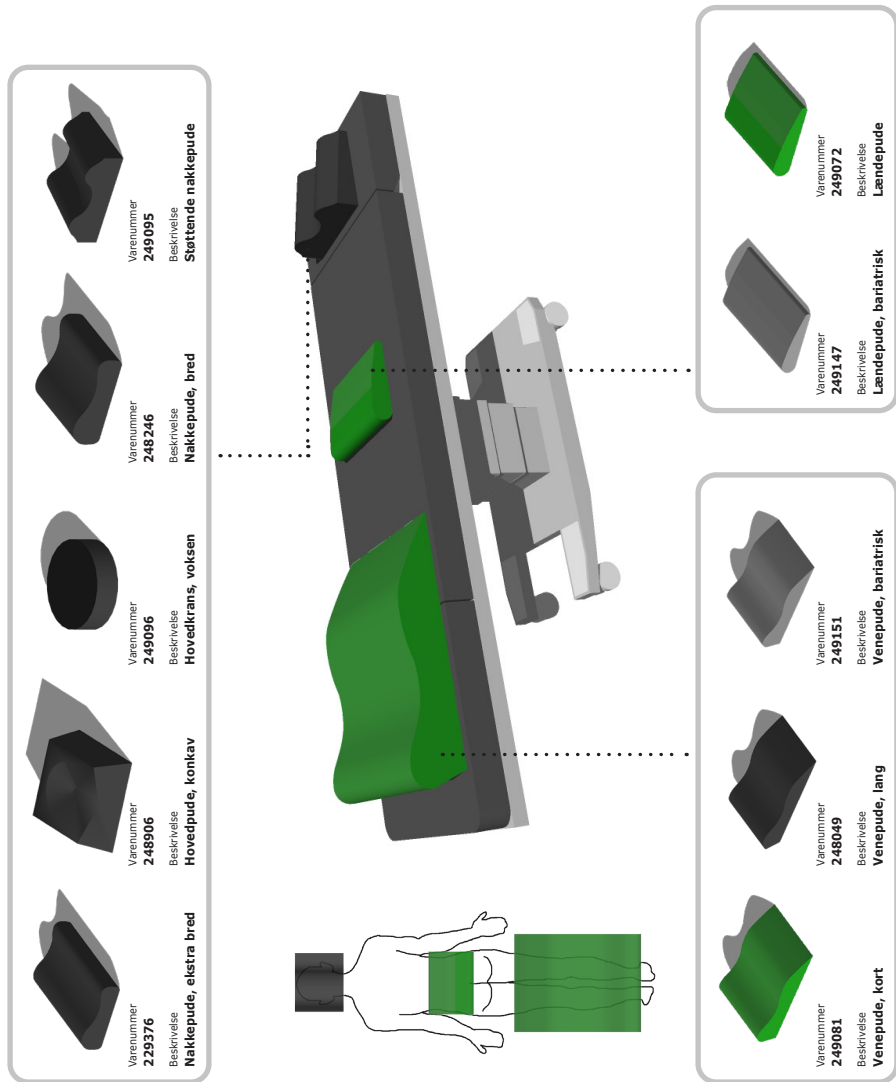 Varenummer
229376
Beskrivelse
Nakkepude, ekstra bred
Varenummer
248906
Beskrivelse
Hovedpude, konkav
Varenummer
249096
Beskrivelse
Hovedkrans, voksen
Varenummer
248246
Beskrivelse
Nakkepude, bred
Varenummer
249095
Beskrivelse
Støttende nakkepude
Varenummer
249081
Beskrivelse
Venepude, kort
Varenummer
248049
Beskrivelse
Venepude, lang
Varenummer
249151
Beskrivelse
Venepude, bariatrisk
Varenummer
249147
Beskrivelse
Lændepude, bariatrisk
Varenummer
249072
Beskrivelse
Lændepude